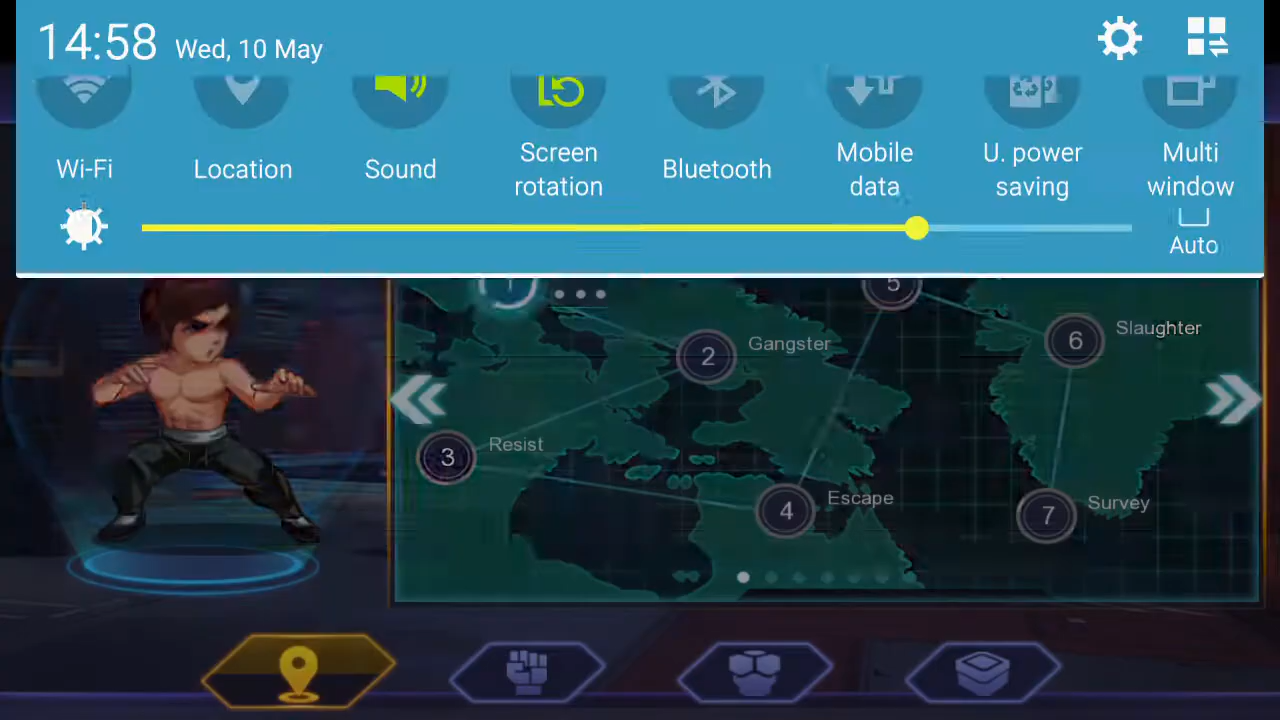 14:58 Wed, 10 May
Wi-Fi
Location
Sound
Screen
rotation
Bluetooth
Mobile
data
U. power
saving
Multi
window
Auto
1
5
2 Gangster
6 Slaughter
3 Resist
4 Escape
7 Survey